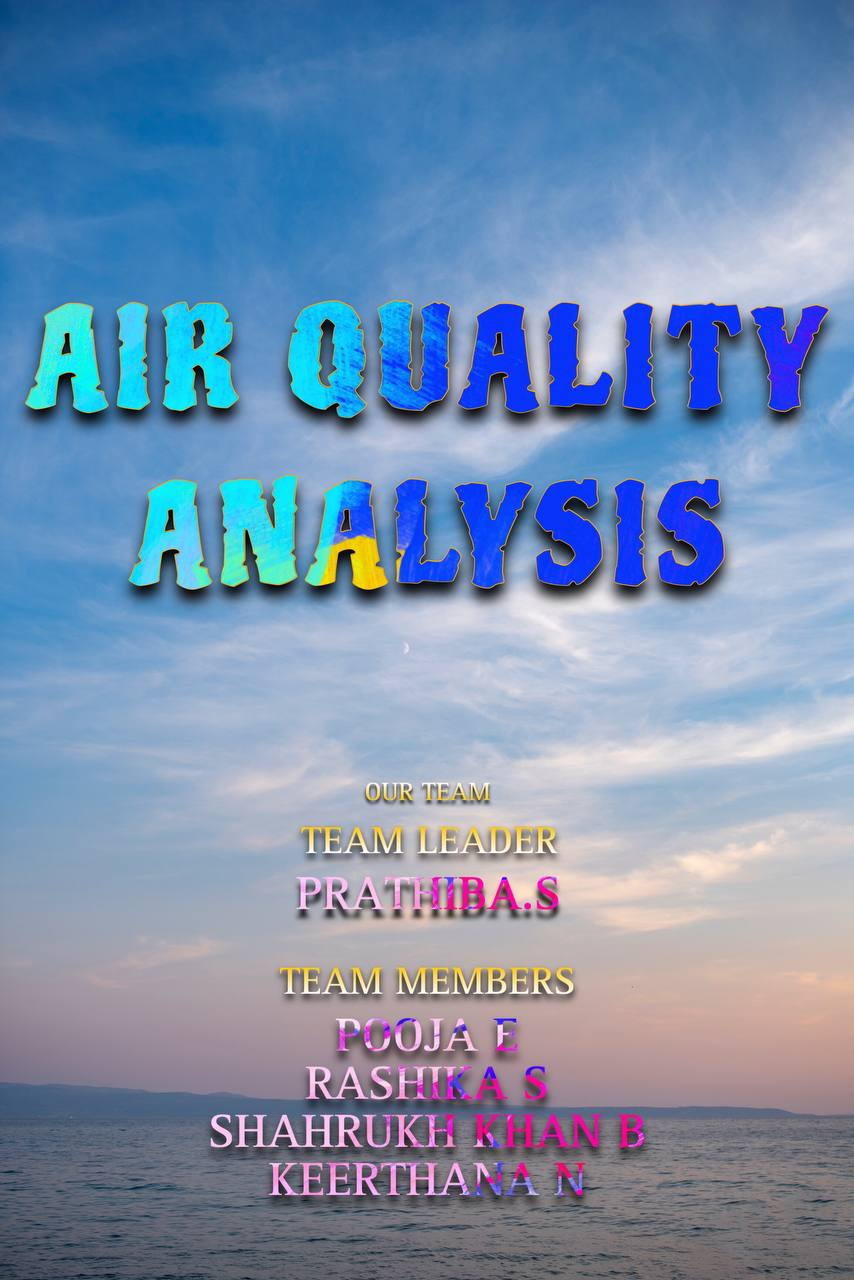 AIR QUALITY
ANALYSIS
OUR TEAM
TEAM LEADER
PRATHIBA.S
TEAM MEMBERS
POOJA E
RASHIKA S
SHAHRUKH KHAN B
KEERTHANA N